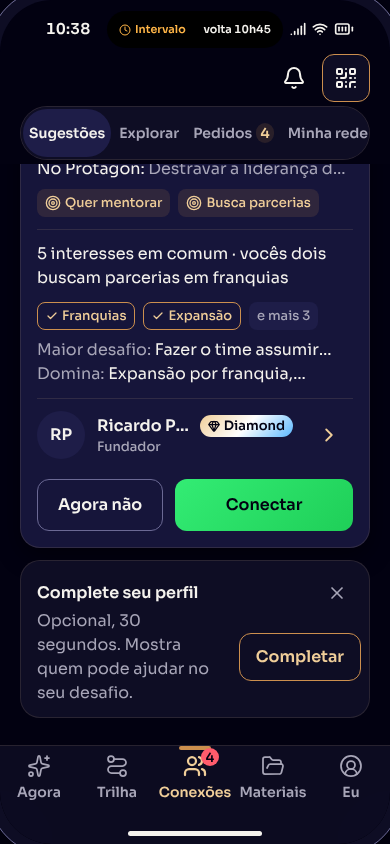 10:38
Intervalo volta 10h45
Sugestões Explorar Pedidos 4 Minha rede
No Protagon: Destravar a liderança d...
Quer mentorar Busca parcerias
5 interesses em comum · vocês dois
buscam parcerias em franquias
Franquias Expansão e mais 3
Maior desafio: Fazer o time assumir...
Domina: Expansão por franquia,...
RP
Ricardo P... Diamond
Fundador
Agora não Conectar
Complete seu perfil
Opcional, 30
segundos. Mostra
quem pode ajudar no
seu desafio.
Completar
4
Agora Trilha Conexões Materiais Eu